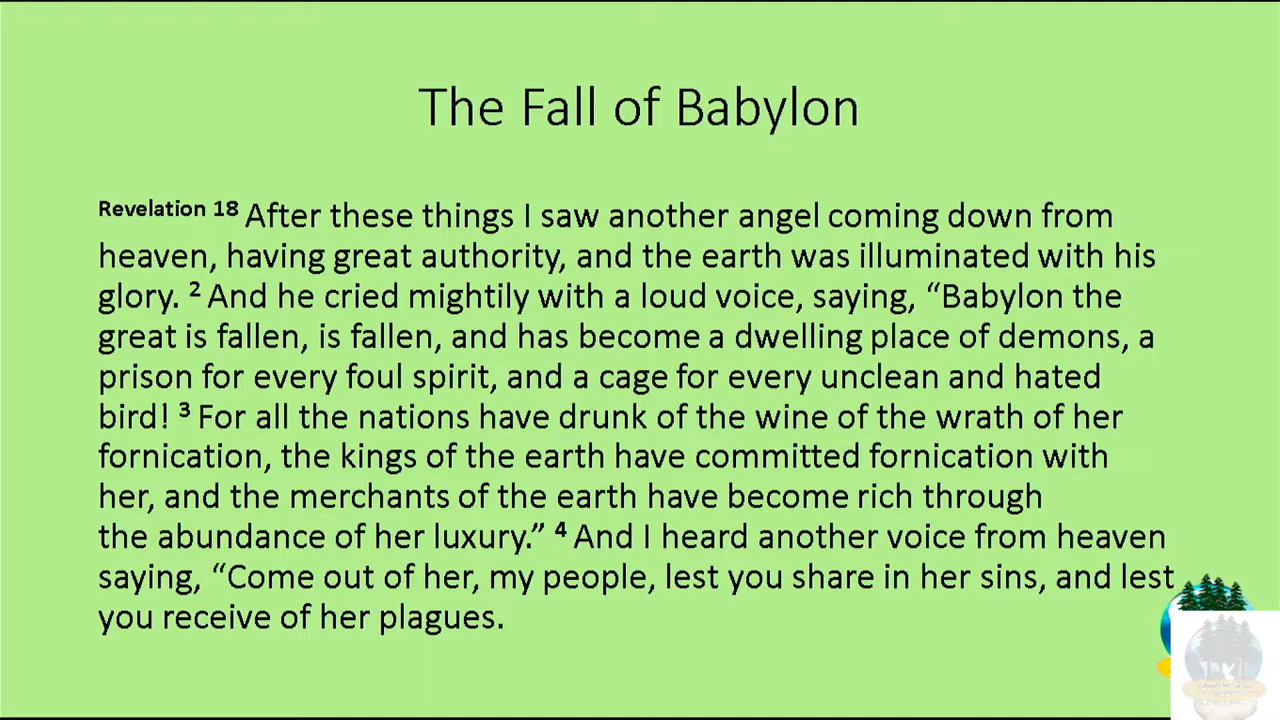 The Fall of Babylon
Revelation 18 After these things I saw another angel coming down from
heaven, having great authority, and the earth was illuminated with his
glory. 2 And he cried mightily with a loud voice, saying, “Babylon the
great is fallen, is fallen, and has become a dwelling place of demons, a
prison for every foul spirit, and a cage for every unclean and hated
bird! 3 For all the nations have drunk of the wine of the wrath of her
fornication, the kings of the earth have committed fornication with
her, and the merchants of the earth have become rich through
the abundance of her luxury.” 4 And I heard another voice from heaven
saying, “Come out of her, my people, lest you share in her sins, and lest
you receive of her plagues.